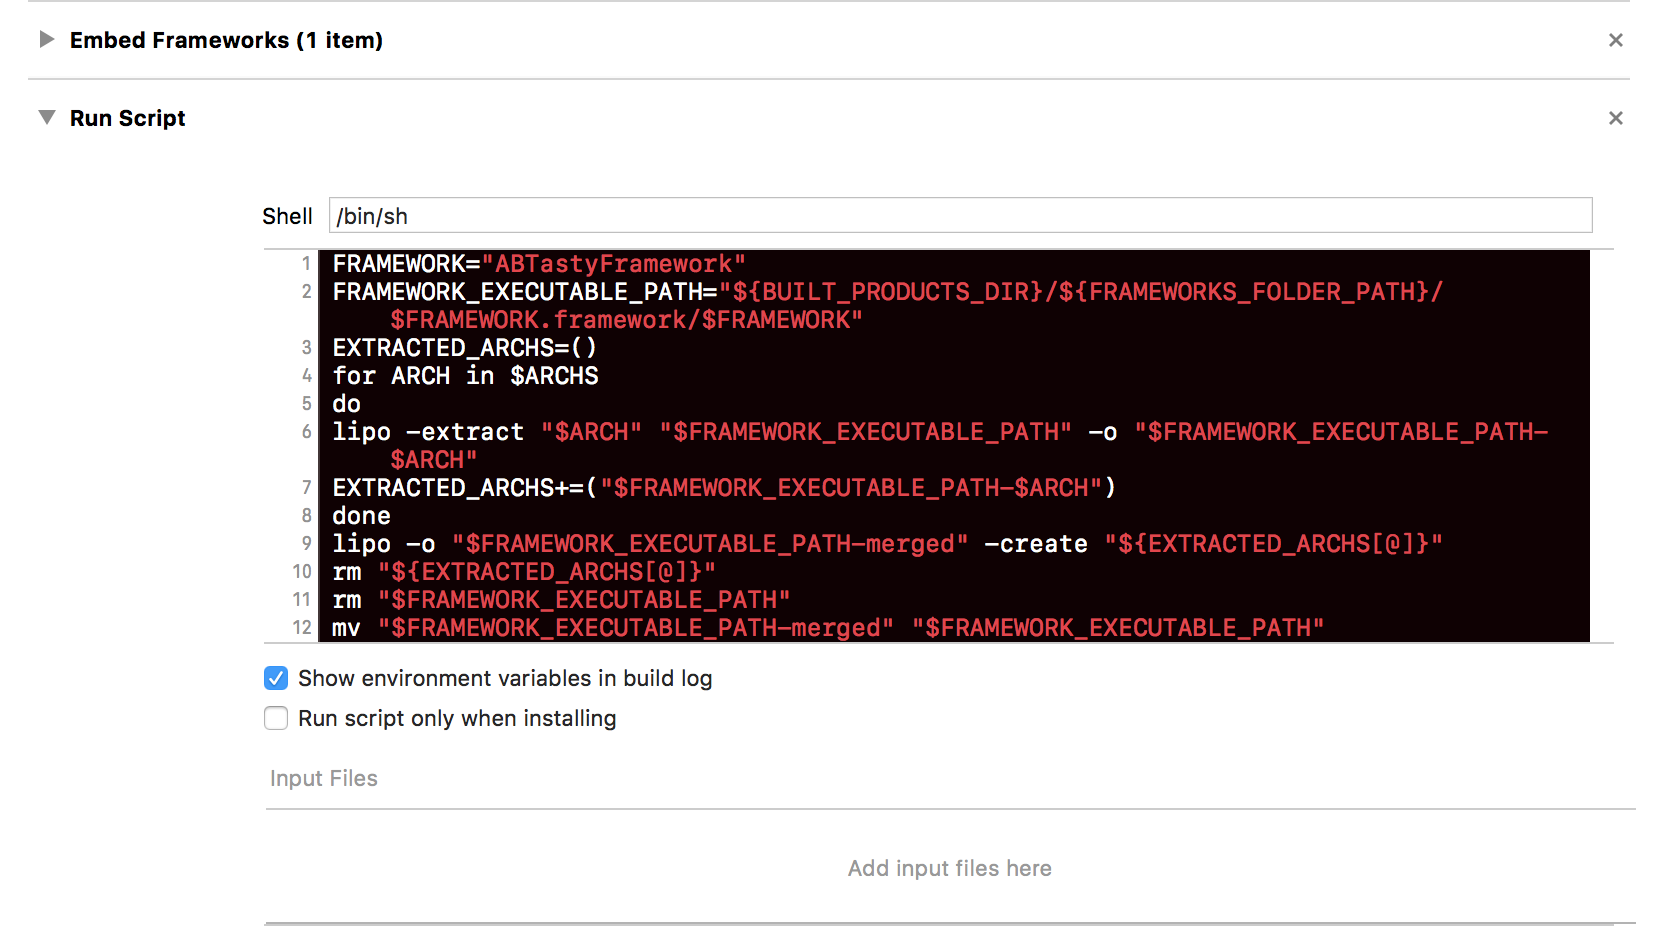 Embed Frameworks (1 item)
Run Script
Shell /bin/sh
1 FRAMEWORK="ABTastyFramework"
2 FRAMEWORK_EXECUTABLE_PATH="${BUILT_PRODUCTS_DIR}/${FRAMEWORKS_FOLDER_PATH}/
$FRAMEWORK.framework/$FRAMEWORK"
3 EXTRACTED_ARCHS=()
4 for ARCH in $ARCHS
5 do
6 lipo -extract "$ARCH" "$FRAMEWORK_EXECUTABLE_PATH" -o "$FRAMEWORK_EXECUTABLE_PATH-
$ARCH"
7 EXTRACTED_ARCHS+=("$FRAMEWORK_EXECUTABLE_PATH-$ARCH")
8 done
9 lipo -o "$FRAMEWORK_EXECUTABLE_PATH-merged" -create "${EXTRACTED_ARCHS[@]}"
10 rm "${EXTRACTED_ARCHS[@]}"
11 rm "$FRAMEWORK_EXECUTABLE_PATH"
12 mv "$FRAMEWORK_EXECUTABLE_PATH-merged" "$FRAMEWORK_EXECUTABLE_PATH"
Show environment variables in build log
Run script only when installing
Input Files
Add input files here